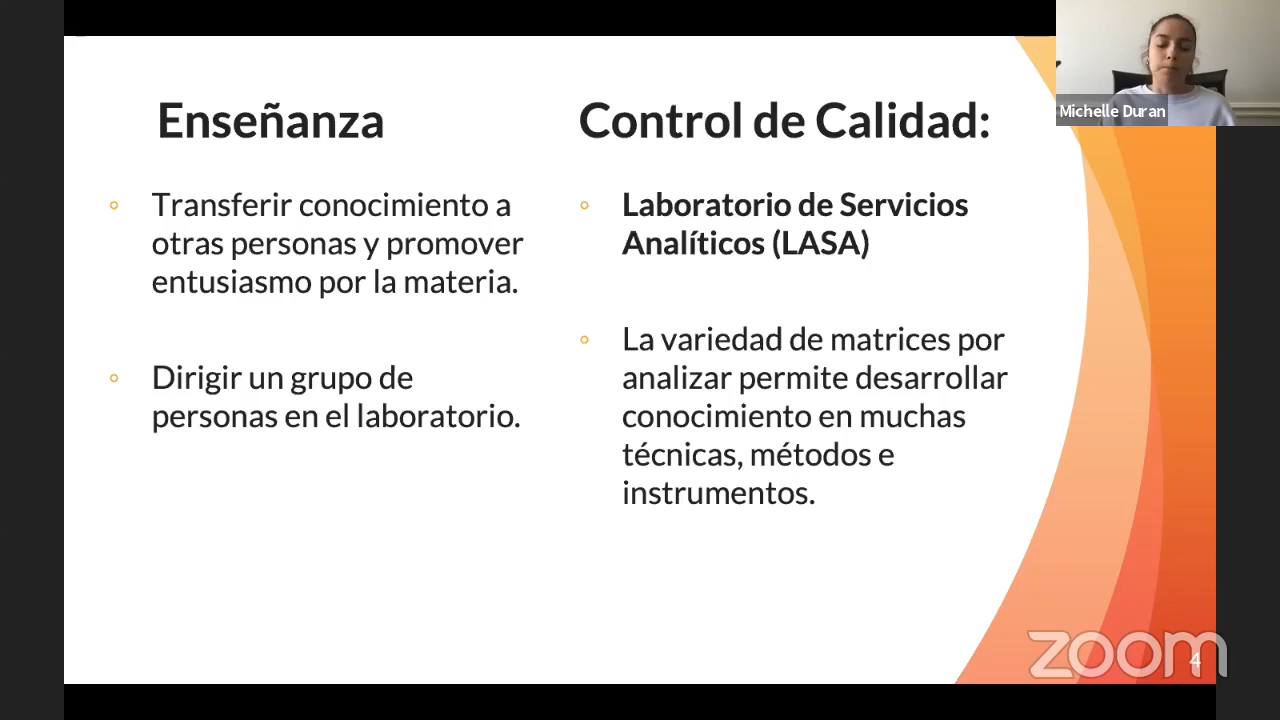 Enseñanza
Transferir conocimiento a
otras personas y promover
entusiasmo por la materia.
Dirigir un grupo de
personas en el laboratorio.
Control de Calidad:
Laboratorio de Servicios
Analíticos (LASA)
La variedad de matrices por
analizar permite desarrollar
conocimiento en muchas
técnicas, métodos e
instrumentos.
Michelle Duran
zoom
4